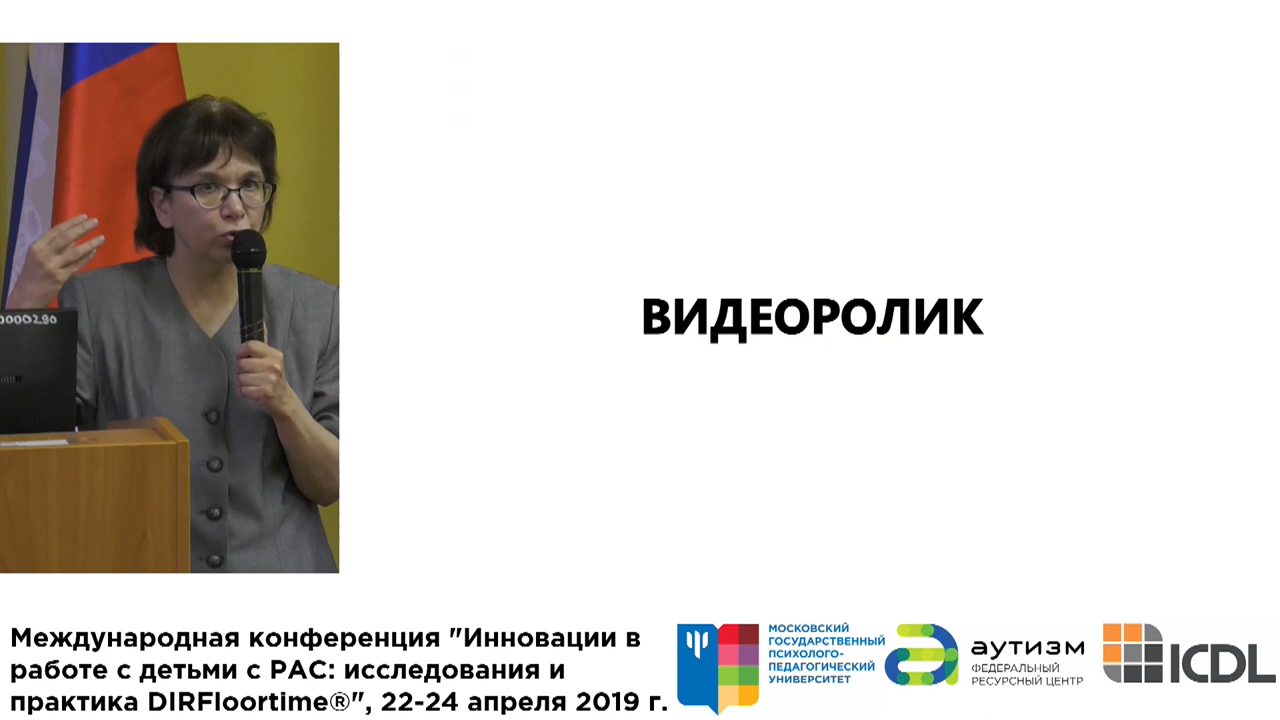 0000290
ВИДЕОРОЛИК
Международная конференция "Инновации в
работе с детьми с РАС: исследования и
практика DIRFloortime®", 22-24 апреля 2019 г.
МОСКОВСКИЙ
ГОСУДАРСТВЕННЫЙ
ПСИХОЛОГО-
ПЕДАГОГИЧЕСКИЙ
УНИВЕРСИТЕТ
аутизм
ФЕДЕРАЛЬНЫЙ
РЕСУРСНЫЙ ЦЕНТР
ICDL